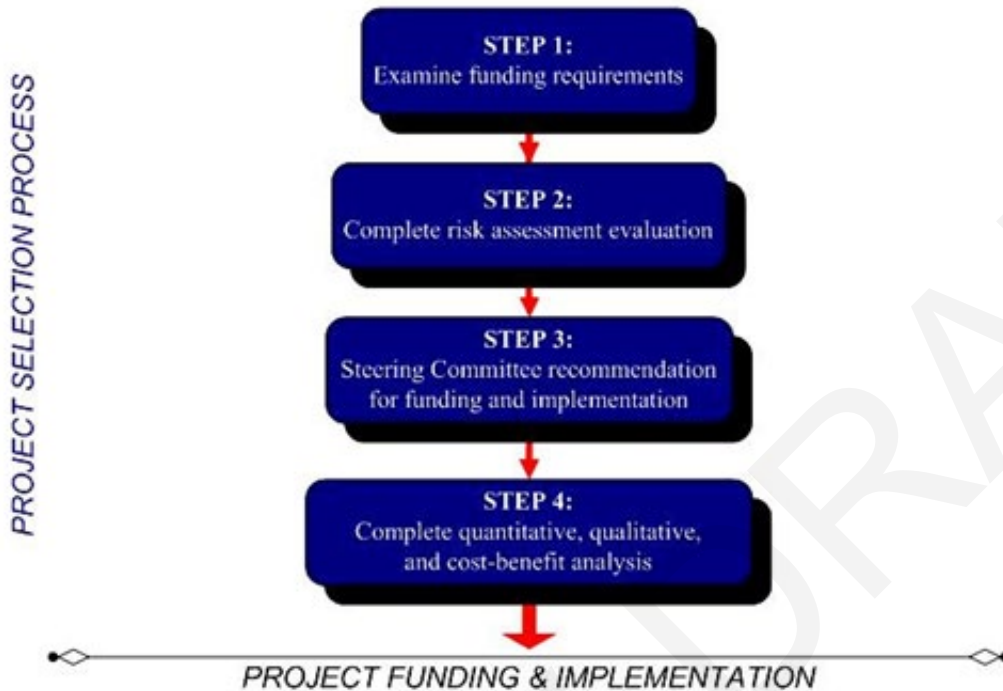 PROJECT SELECTION PROCESS
STEP 1:
Examine funding requirements
STEP 2:
Complete risk assessment evaluation
STEP 3:
Steering Committee recommendation
for funding and implementation
STEP 4:
Complete quantitative, qualitative,
and cost-benefit analysis
PROJECT FUNDING & IMPLEMENTATION